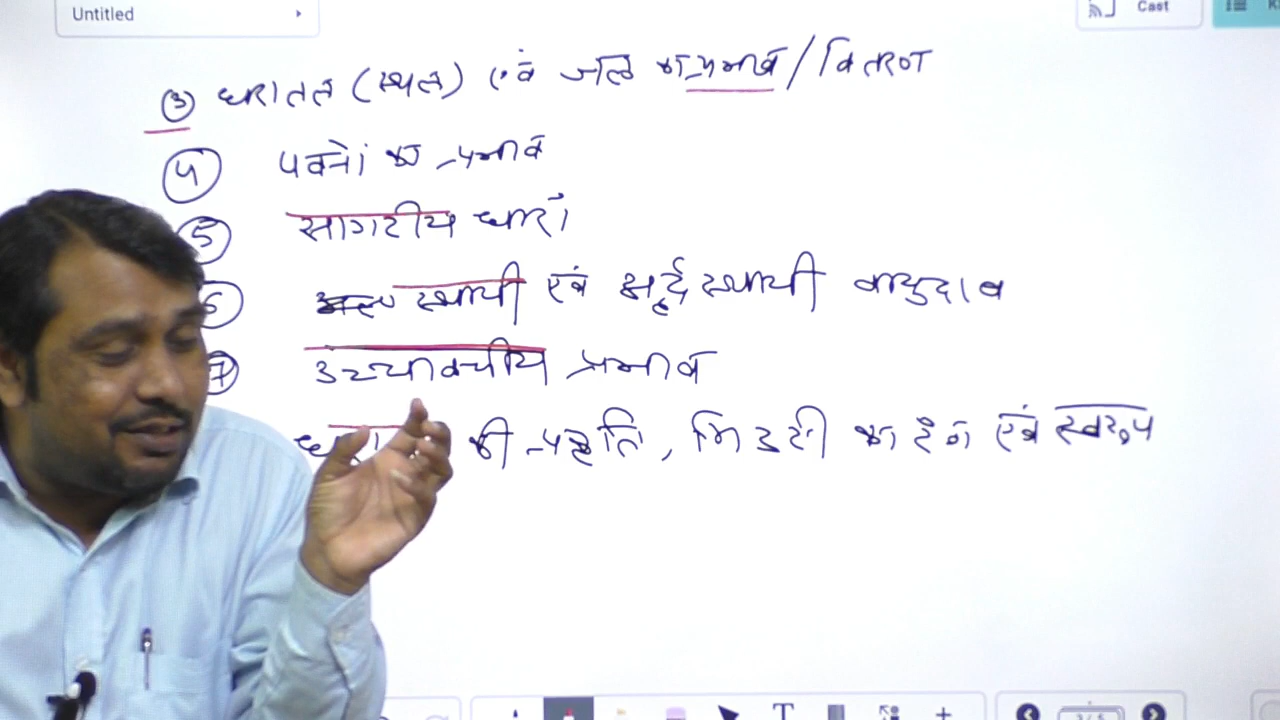 Untitled
Cast
③ धरातल (स्थल) एवं जल का प्रभाव / वितरण
④ पवनों का प्रभाव
⑤ सागरीय धाराएँ
6 स्थायी एवं अर्द्धस्थायी वायुदाब
⑦ उच्चावचीय प्रभाव
की प्रकृति, मिट्टी का रंग एवं स्वरूप